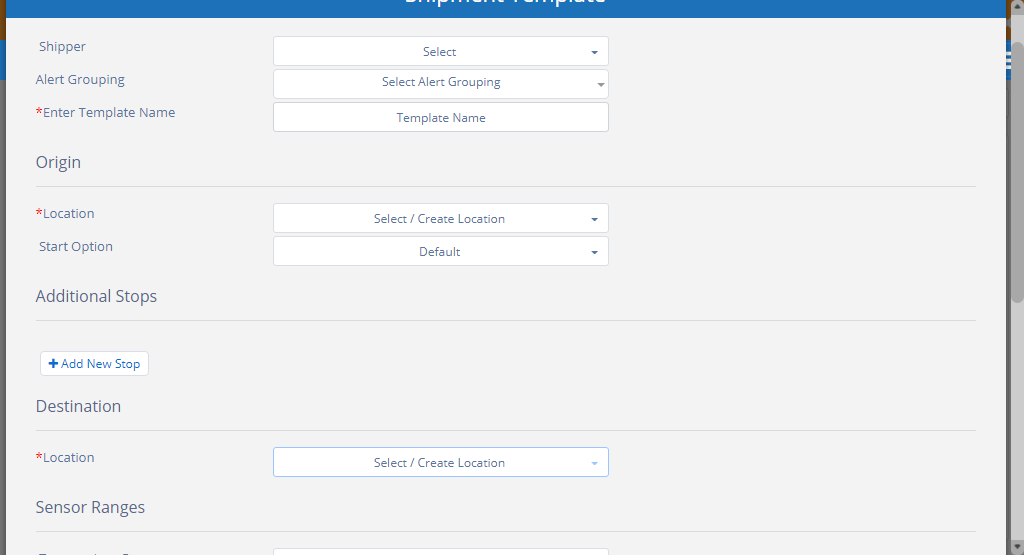 Shipment Template
Shipper
Select
Alert Grouping
Select Alert Grouping
*Enter Template Name
Template Name
Origin
*Location
Select / Create Location
Start Option
Default
Additional Stops
Add New Stop
Destination
*Location
Select / Create Location
Sensor Ranges